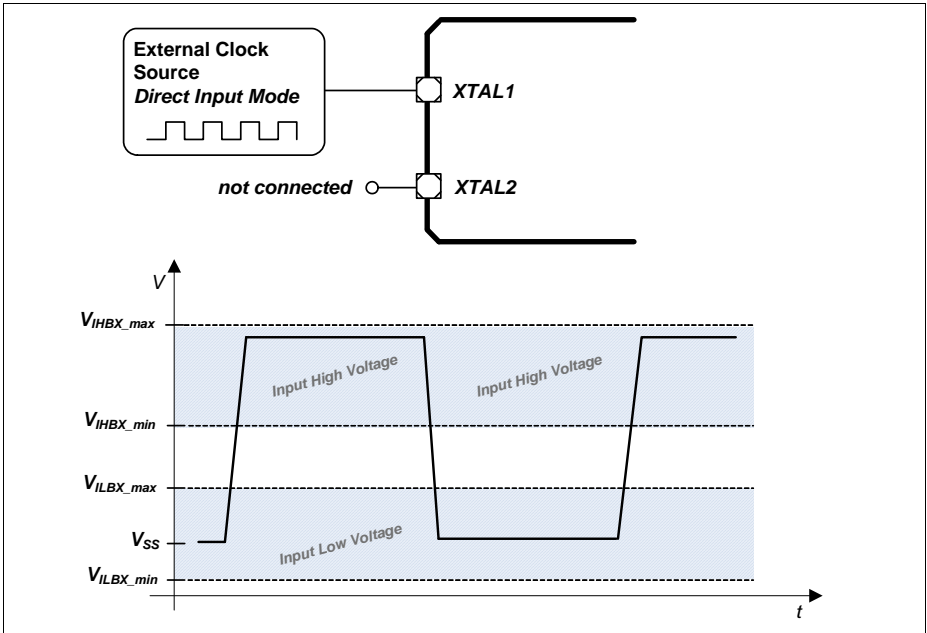 External Clock
Source
Direct Input Mode
XTAL1
not connected
XTAL2
V
VIHBX_max
Input High Voltage
Input High Voltage
VIHBX_min
VILBX_max
Input Low Voltage
VSS
VILBX_min
t